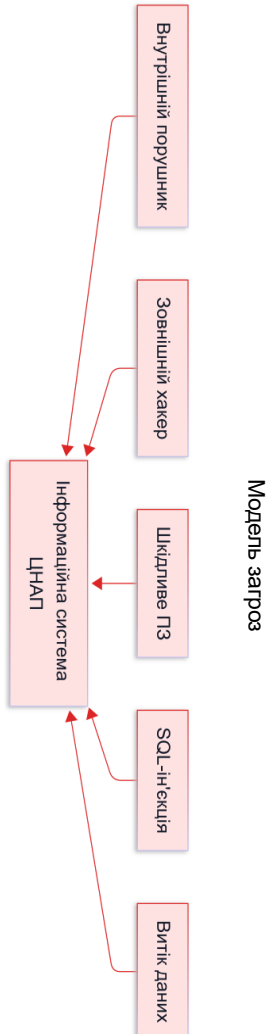 Модель загроз
Внутрішній порушник
Зовнішній хакер
Шкідливе ПЗ
SQL-ін'єкція
Витік даних
Інформаційна система
ЦНАП